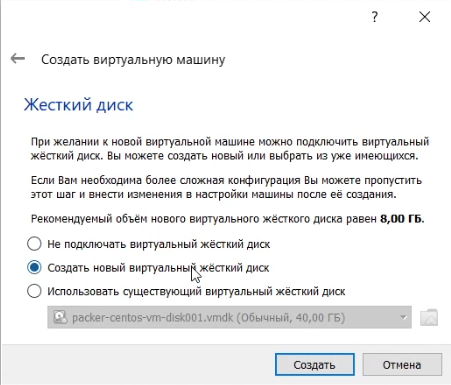 ?
Создать виртуальную машину
Жесткий диск
При желании к новой виртуальной машине можно подключить виртуальный
жёсткий диск. Вы можете создать новый или выбрать из уже имеющихся.
Если Вам необходима более сложная конфигурация Вы можете пропустить
этот шаг и внести изменения в настройки машины после её создания.
Рекомендуемый объём нового виртуального жёсткого диска равен 8,00 ГБ.
Не подключать виртуальный жёсткий диск
Создать новый виртуальный жёсткий диск
Использовать существующий виртуальный жёсткий диск
packer-centos-vm-disk001.vmdk (Обычный, 40,00 ГБ)
Создать
Отмена